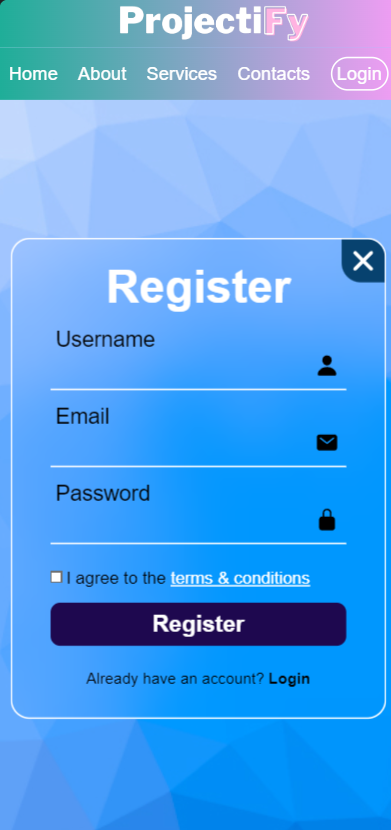 ProjectiFy
Home About Services Contacts Login
Register
Username
Email
Password
I agree to the terms & conditions
Register
Already have an account? Login